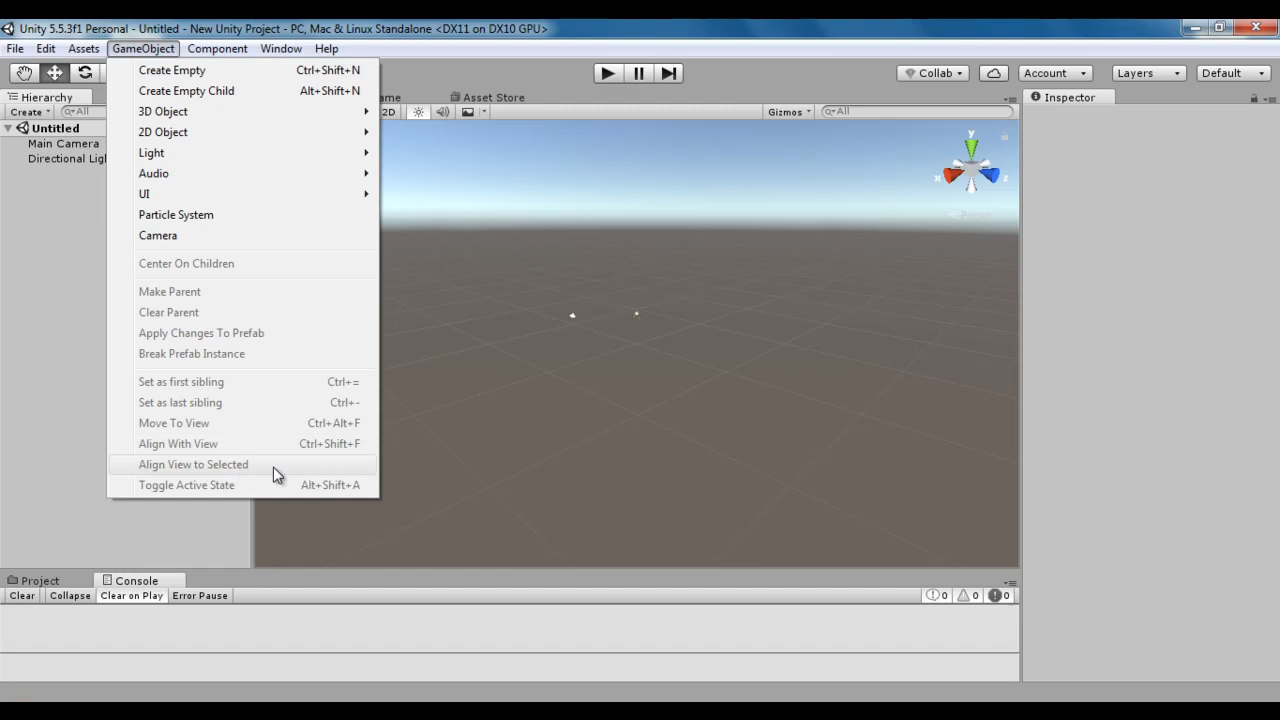 Unity 5.5.3f1 Personal - Untitled - New Unity Project - PC, Mac & Linux Standalone <DX11 on DX10 GPU>
File Edit Assets GameObject Component Window Help
Collab Account Layers Default
Hierarchy
Create All
Untitled
Main Camera
Directional Ligh
Create Empty Ctrl+Shift+N
Create Empty Child Alt+Shift+N
3D Object
2D Object
Light
Audio
UI
Particle System
Camera
Center On Children
Make Parent
Clear Parent
Apply Changes To Prefab
Break Prefab Instance
Set as first sibling Ctrl+=
Set as last sibling Ctrl+-
Move To View Ctrl+Alt+F
Align With View Ctrl+Shift+F
Align View to Selected
Toggle Active State Alt+Shift+A
ame Asset Store
2D Gizmos All
y
x z
Persp
Inspector
Project Console
Clear Collapse Clear on Play Error Pause 0 0 0